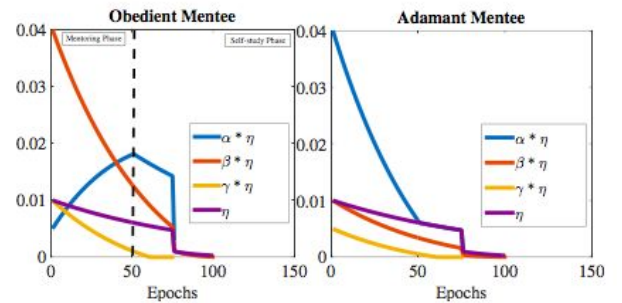 Obedient Mentee
Mentoring Phase
Self-study Phase
0.04
0.03
0.02
0.01
0
α * η
β * η
γ * η
η
0
50
100
150
Epochs
Adamant Mentee
0.04
0.03
0.02
0.01
0
α * η
β * η
γ * η
η
0
50
100
150
Epochs